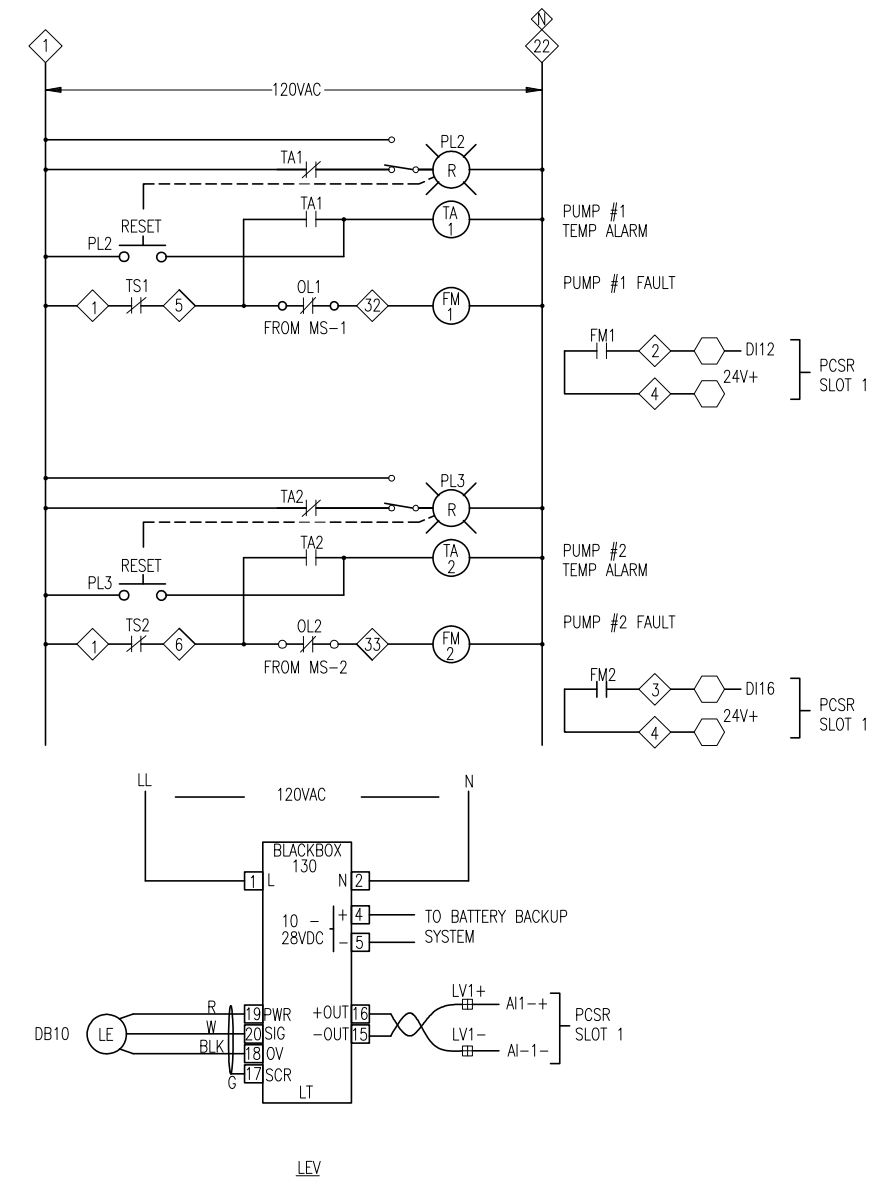 N
1
22
120VAC
PL2
TA1
R
TA1
TA
1
PUMP #1
TEMP ALARM
RESET
PL2
TS1
OL1
PUMP #1 FAULT
1
5
32
FM
1
FROM MS-1
FM1
2
DI12
24V+
4
PCSR
SLOT 1
PL3
TA2
R
TA2
TA
2
PUMP #2
TEMP ALARM
RESET
PL3
TS2
OL2
PUMP #2 FAULT
1
6
33
FM
2
FROM MS-2
FM2
3
DI16
24V+
4
PCSR
SLOT 1
LL
120VAC
N
BLACKBOX
130
1 L
N 2
10 -
28VDC
+ 4
- 5
TO BATTERY BACKUP
SYSTEM
DB10
LE
R
W
BLK
G
19 PWR
20 SIG
18 OV
17 SCR
+OUT 16
-OUT 15
LV1+
AI1-+
LV1-
AI-1-
PCSR
SLOT 1
LT
LEV